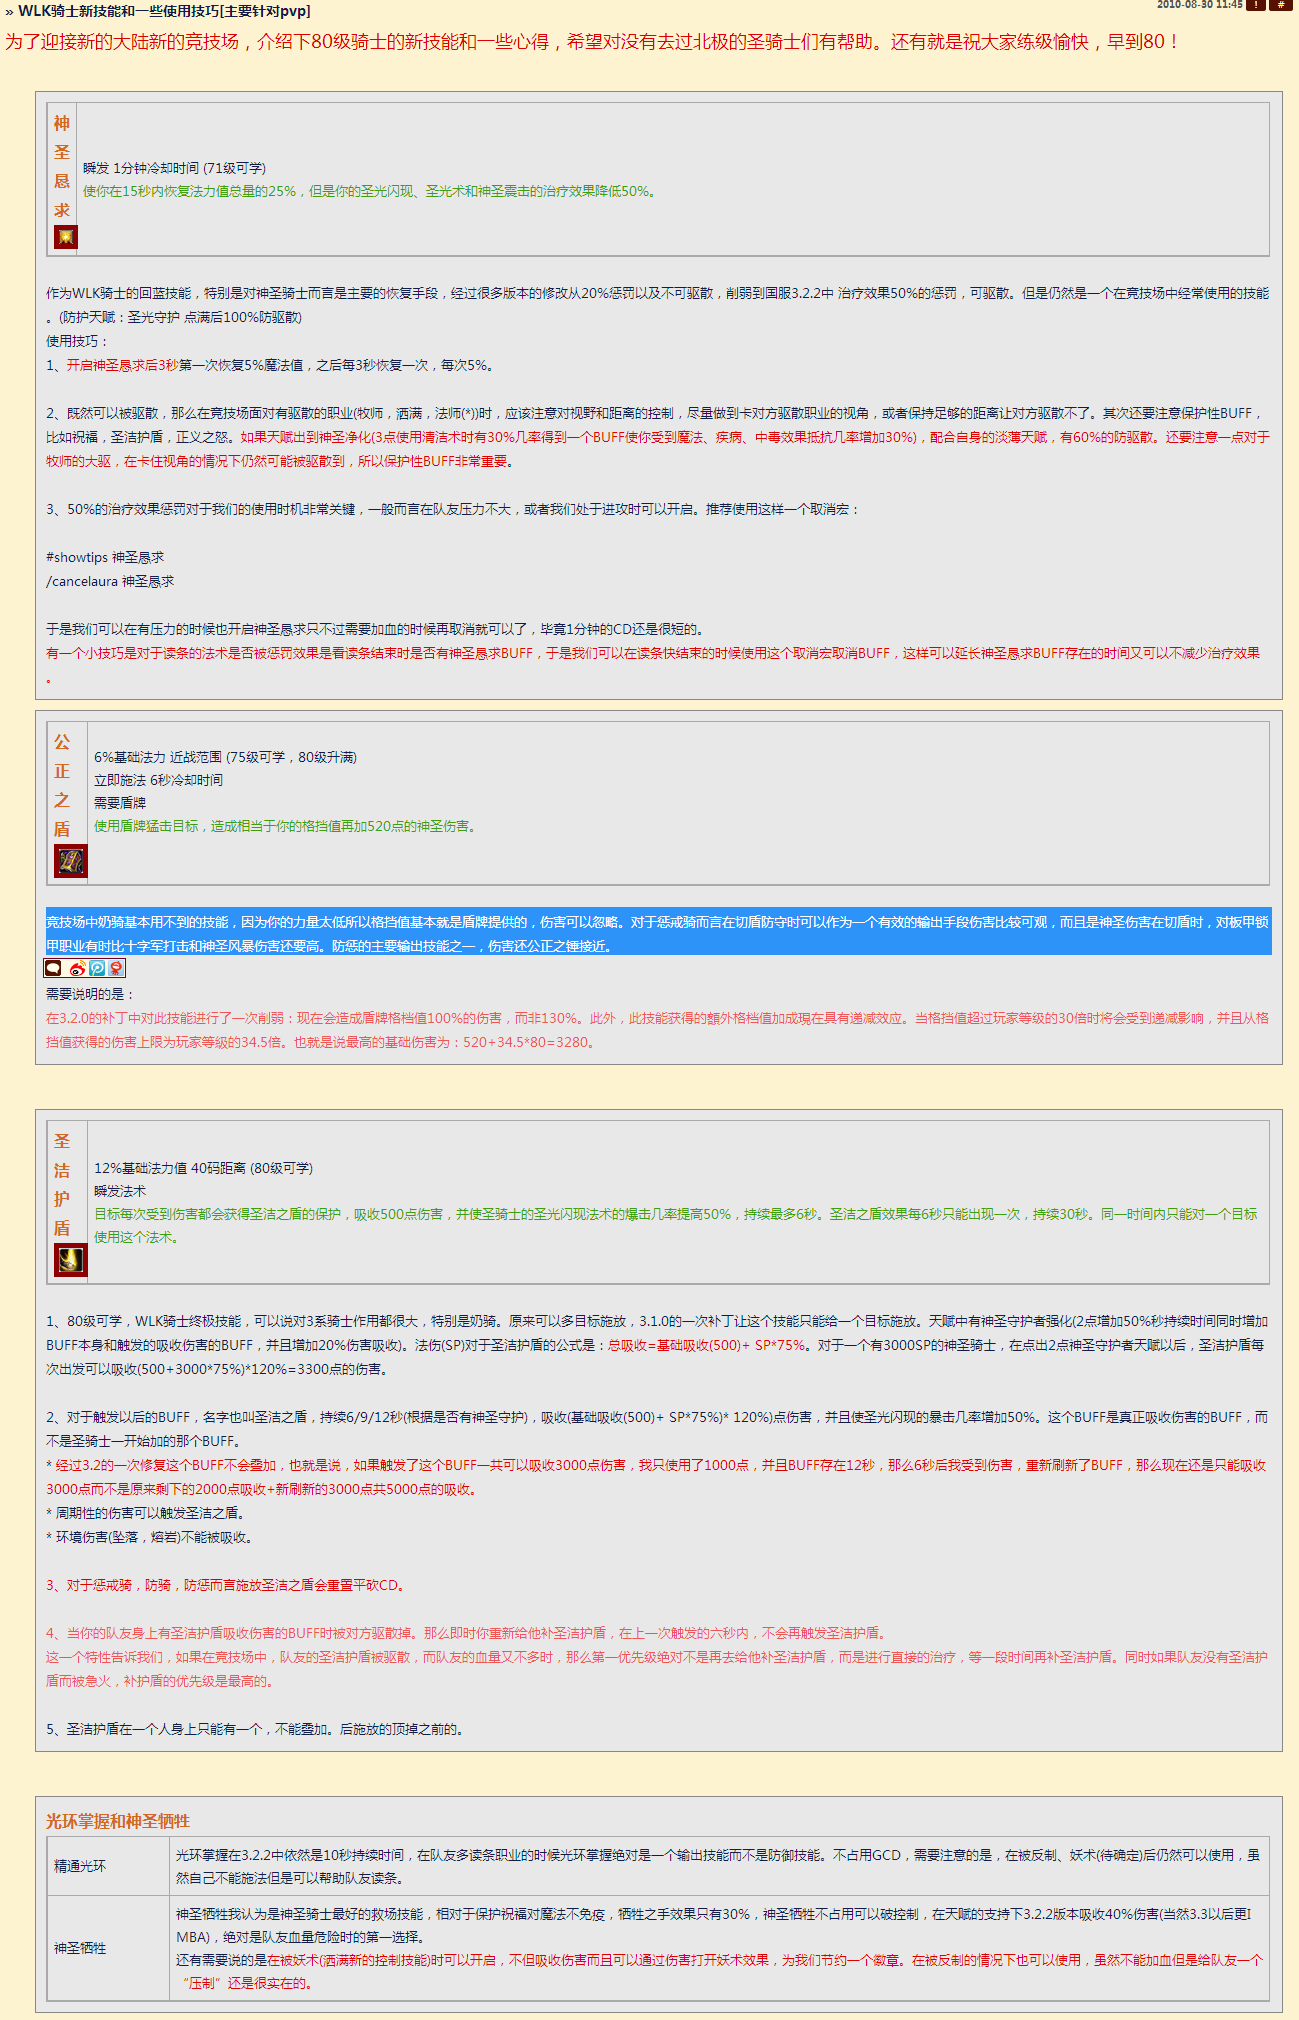 » WLK骑士新技能和一些使用技巧[主要针对pvp]
2010-08-30 11:45 ! #
为了迎接新的大陆新的竞技场，介绍下80级骑士的新技能和一些心得，希望对没有去过北极的圣骑士们有帮助。还有就是祝大家练级愉快，早到80！
神
圣
恳
求
瞬发 1分钟冷却时间 (71级可学)
使你在15秒内恢复法力值总量的25%，但是你的圣光闪现、圣光术和神圣震击的治疗效果降低50%。
作为WLK骑士的回蓝技能，特别是对神圣骑士而言是主要的恢复手段，经过很多版本的修改从20%惩罚以及不可驱散，削弱到国服3.2.2中 治疗效果50%的惩罚，可驱散。但是仍然是一个在竞技场中经常使用的技能
。(防护天赋：圣光守护 点满后100%防驱散)
使用技巧：
1、开启神圣恳求后3秒第一次恢复5%魔法值，之后每3秒恢复一次，每次5%。
2、既然可以被驱散，那么在竞技场面对有驱散的职业(牧师，洒满，法师(*))时，应该注意对视野和距离的控制，尽量做到卡对方驱散职业的视角，或者保持足够的距离让对方驱散不了。其次还要注意保护性BUFF，
比如祝福，圣洁护盾，正义之怒。如果天赋出到神圣净化(3点使用清洁术时有30%几率得到一个BUFF使你受到魔法、疾病、中毒效果抵抗几率增加30%)，配合自身的淡薄天赋，有60%的防驱散。还要注意一点对于
牧师的大驱，在卡住视角的情况下仍然可能被驱散到，所以保护性BUFF非常重要。
3、50%的治疗效果惩罚对于我们的使用时机非常关键，一般而言在队友压力不大，或者我们处于进攻时可以开启。推荐使用这样一个取消宏：
#showtips 神圣恳求
/cancelaura 神圣恳求
于是我们可以在有压力的时候也开启神圣恳求只不过需要加血的时候再取消就可以了，毕竟1分钟的CD还是很短的。
有一个小技巧是对于读条的法术是否被惩罚效果是看读条结束时是否有神圣恳求BUFF，于是我们可以在读条快结束的时候使用这个取消宏取消BUFF，这样可以延长神圣恳求BUFF存在的时间又可以不减少治疗效果
。
公
正
之
盾
6%基础法力 近战范围 (75级可学，80级升满)
立即施法 6秒冷却时间
需要盾牌
使用盾牌猛击目标，造成相当于你的格挡值再加520点的神圣伤害。
竞技场中奶骑基本用不到的技能，因为你的力量太低所以格挡值基本就是盾牌提供的，伤害可以忽略。对于惩戒骑而言在切盾防守时可以作为一个有效的输出手段伤害比较可观，而且是神圣伤害在切盾时，对板甲锁
甲职业有时比十字军打击和神圣风暴伤害还要高。防惩的主要输出技能之一，伤害还公正之锤接近。
需要说明的是：
在3.2.0的补丁中对此技能进行了一次削弱：现在会造成盾牌格档值100%的伤害，而非130%。此外，此技能获得的额外格档值加成现在具有递减效应。当格挡值超过玩家等级的30倍时将会受到递减影响，并且从格
挡值获得的伤害上限为玩家等级的34.5倍。也就是说最高的基础伤害为：520+34.5*80=3280。
圣
洁
护
盾
12%基础法力值 40码距离 (80级可学)
瞬发法术
目标每次受到伤害都会获得圣洁之盾的保护，吸收500点伤害，并使圣骑士的圣光闪现法术的爆击几率提高50%，持续最多6秒。圣洁之盾效果每6秒只能出现一次，持续30秒。同一时间内只能对一个目标
使用这个法术。
1、80级可学，WLK骑士终极技能，可以说对3系骑士作用都很大，特别是奶骑。原来可以多目标施放，3.1.0的一次补丁让这个技能只能给一个目标施放。天赋中有神圣守护者强化(2点增加50%秒持续时间同时增加
BUFF本身和触发的吸收伤害的BUFF，并且增加20%伤害吸收)。法伤(SP)对于圣洁护盾的公式是：总吸收=基础吸收(500)+ SP*75%。对于一个有3000SP的神圣骑士，在点出2点神圣守护者天赋以后，圣洁护盾每
次出发可以吸收(500+3000*75%)*120%=3300点的伤害。
2、对于触发以后的BUFF，名字也叫圣洁之盾，持续6/9/12秒(根据是否有神圣守护)，吸收(基础吸收(500)+ SP*75%)* 120%)点伤害，并且使圣光闪现的暴击几率增加50%。这个BUFF是真正吸收伤害的BUFF，而
不是圣骑士一开始加的那个BUFF。
* 经过3.2的一次修复这个BUFF不会叠加，也就是说，如果触发了这个BUFF一共可以吸收3000点伤害，我只使用了1000点，并且BUFF存在12秒，那么6秒后我受到伤害，重新刷新了BUFF，那么现在还是只能吸收
3000点而不是原来剩下的2000点吸收+新刷新的3000点共5000点的吸收。
* 周期性的伤害可以触发圣洁之盾。
* 环境伤害(坠落，熔岩)不能被吸收。
3、对于惩戒骑，防骑，防惩而言施放圣洁之盾会重置平砍CD。
4、当你的队友身上有圣洁护盾吸收伤害的BUFF时被对方驱散掉。那么即时你重新给他补圣洁护盾，在上一次触发的六秒内，不会再触发圣洁护盾。
这一个特性告诉我们，如果在竞技场中，队友的圣洁护盾被驱散，而队友的血量又不多时，那么第一优先级绝对不是再去给他补圣洁护盾，而是进行直接的治疗，等一段时间再补圣洁护盾。同时如果队友没有圣洁护
盾而被急火，补护盾的优先级是最高的。
5、圣洁护盾在一个人身上只能有一个，不能叠加。后施放的顶掉之前的。
光环掌握和神圣牺牲
精通光环
光环掌握在3.2.2中依然是10秒持续时间，在队友多读条职业的时候光环掌握绝对是一个输出技能而不是防御技能。不占用GCD，需要注意的是，在被反制、妖术(待确定)后仍然可以使用，虽
然自己不能施法但是可以帮助队友读条。
神圣牺牲
神圣牺牲我认为是神圣骑士最好的救场技能，相对于保护祝福对魔法不免疫，牺牲之手效果只有30%，神圣牺牲不占用可以破控制，在天赋的支持下3.2.2版本吸收40%伤害(当然3.3以后更I
MBA)，绝对是队友血量危险时的第一选择。
还有需要说的是在被妖术(洒满新的控制技能)时可以开启，不但吸收伤害而且可以通过伤害打开妖术效果，为我们节约一个徽章。在被反制的情况下也可以使用，虽然不能加血但是给队友一个
“压制”还是很实在的。